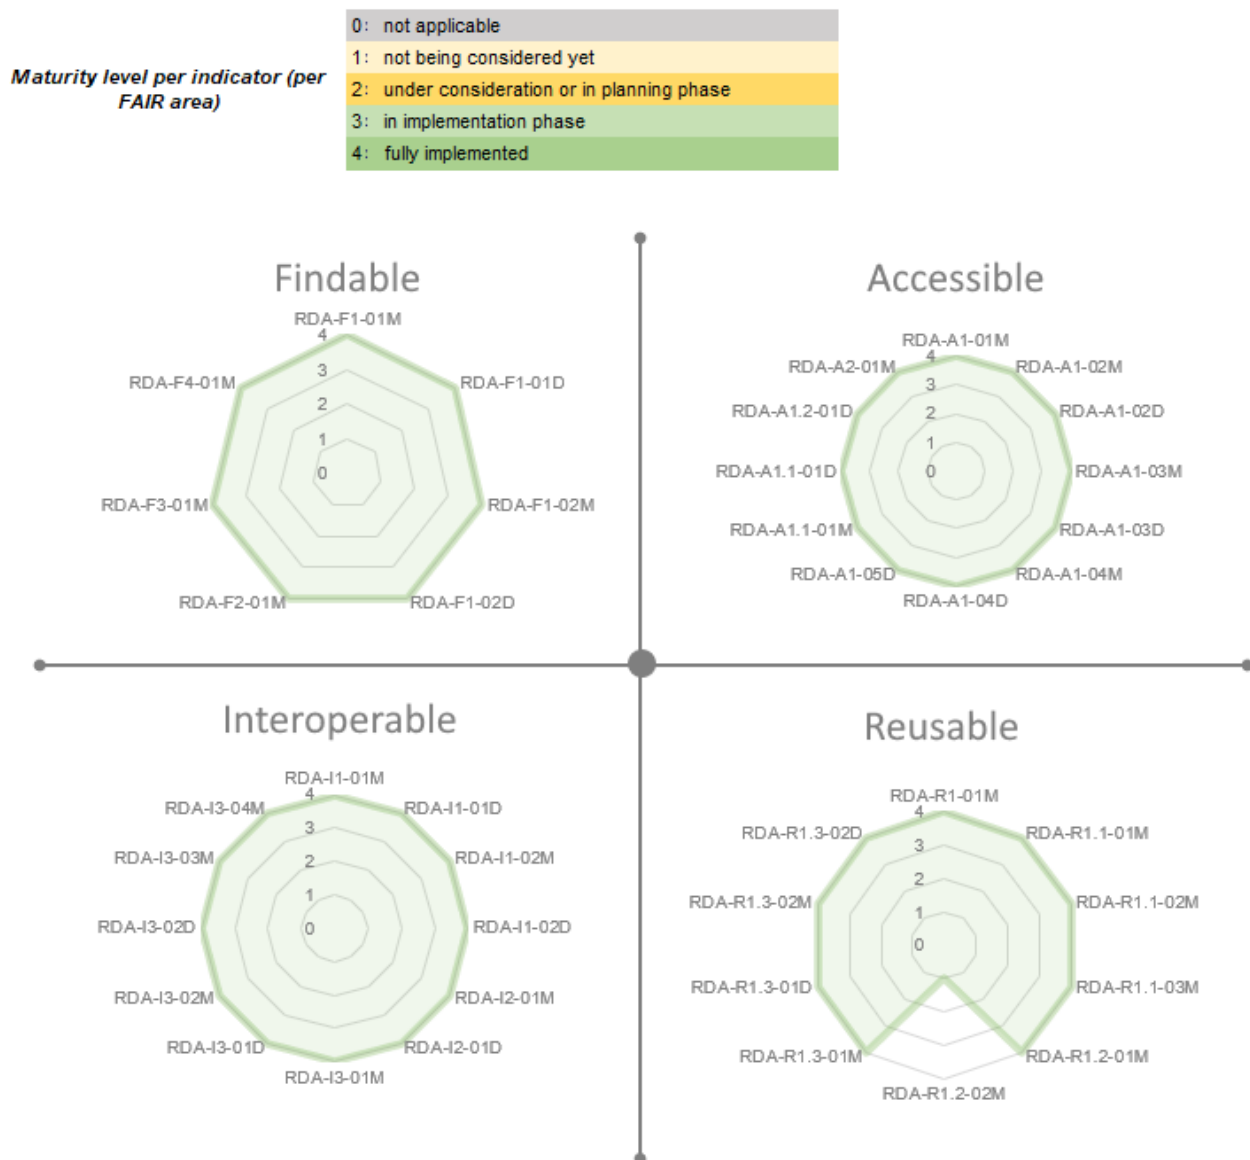 Maturity level per indicator (per
FAIR area)
0: not applicable
1: not being considered yet
2: under consideration or in planning phase
3: in implementation phase
4: fully implemented
Findable
RDA-F1-01M
RDA-F1-01D
RDA-F1-02M
RDA-F1-02D
RDA-F2-01M
RDA-F3-01M
RDA-F4-01M
4
3
2
1
0
Accessible
RDA-A1-01M
RDA-A1-02M
RDA-A1-02D
RDA-A1-03M
RDA-A1-03D
RDA-A1-04M
RDA-A1-04D
RDA-A1-05D
RDA-A1.1-01M
RDA-A1.1-01D
RDA-A1.2-01D
RDA-A2-01M
4
3
2
1
0
Interoperable
RDA-I1-01M
RDA-I1-01D
RDA-I1-02M
RDA-I1-02D
RDA-I2-01M
RDA-I2-01D
RDA-I3-01M
RDA-I3-01D
RDA-I3-02M
RDA-I3-02D
RDA-I3-03M
RDA-I3-04M
4
3
2
1
0
Reusable
RDA-R1-01M
RDA-R1.1-01M
RDA-R1.1-02M
RDA-R1.1-03M
RDA-R1.2-01M
RDA-R1.2-02M
RDA-R1.3-01M
RDA-R1.3-01D
RDA-R1.3-02M
RDA-R1.3-02D
4
3
2
1
0